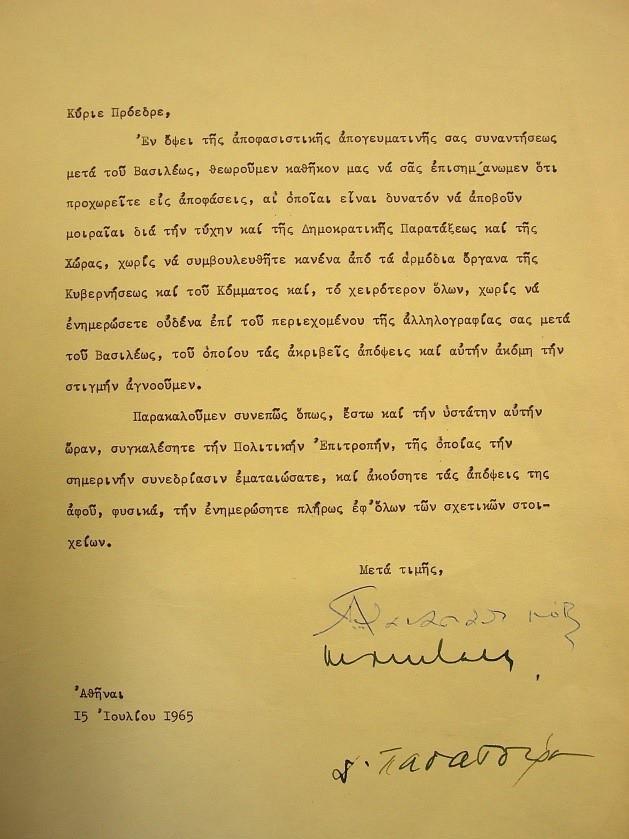 Κύριε Πρόεδρε,
Ἐν ὄψει τῆς ἀποφασιστικῆς ἀπογευματινῆς σας συναντήσεως
μετά τοῦ Βασιλέως, θεωροῦμεν καθῆκον μας νά σᾶς ἐπισημάνωμεν ὅτι
προχωρεῖτε εἰς ἀποφάσεις, αἱ ὁποῖαι εἶναι δυνατόν νά ἀποβοῦν
μοιραῖαι διά τήν τύχην καί τῆς Δημοκρατικῆς Παρατάξεως καί τῆς
Χώρας, χωρίς νά συμβουλευθῆτε κανένα ἀπό τά ἁρμόδια ὄργανα τῆς
Κυβερνήσεως καί τοῦ Κόμματος καί, τό χειρότερον ὅλων, χωρίς νά
ἐνημερώσετε οὐδένα ἐπί τοῦ περιεχομένου τῆς ἀλληλογραφίας σας μετά
τοῦ Βασιλέως, τοῦ ὁποίου τάς ἀκριβεῖς ἀπόψεις καί αὐτήν ἀκόμη τήν
στιγμήν ἀγνοοῦμεν.
Παρακαλοῦμεν συνεπῶς ὅπως, ἔστω καί τήν ὑστάτην αὐτήν
ὥραν, συγκαλέσητε τήν Πολιτικήν Ἐπιτροπήν, τῆς ὁποίας τήν
σημερινήν συνεδρίασιν ἐματαιώσατε, καί ἀκούσητε τάς ἀπόψεις της
ἀφοῦ, φυσικά, τήν ἐνημερώσητε πλήρως ἐφ' ὅλων τῶν σχετικῶν στοι-
χείων.
Μετά τιμῆς,
Ἀθῆναι
15 Ἰουλίου 1965